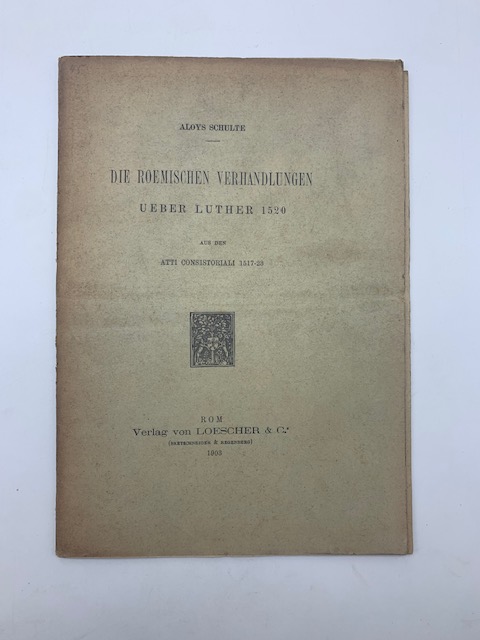 ALOYS SCHULTE
DIE ROEMISCHEN VERHANDLUNGEN
UEBER LUTHER 1520
AUS DEN
ATTI CONSISTORIALI 1517-23
ROM
Verlag von LOESCHER & C.º
(BRETSCHNEIDER & REGENBERG)
1903